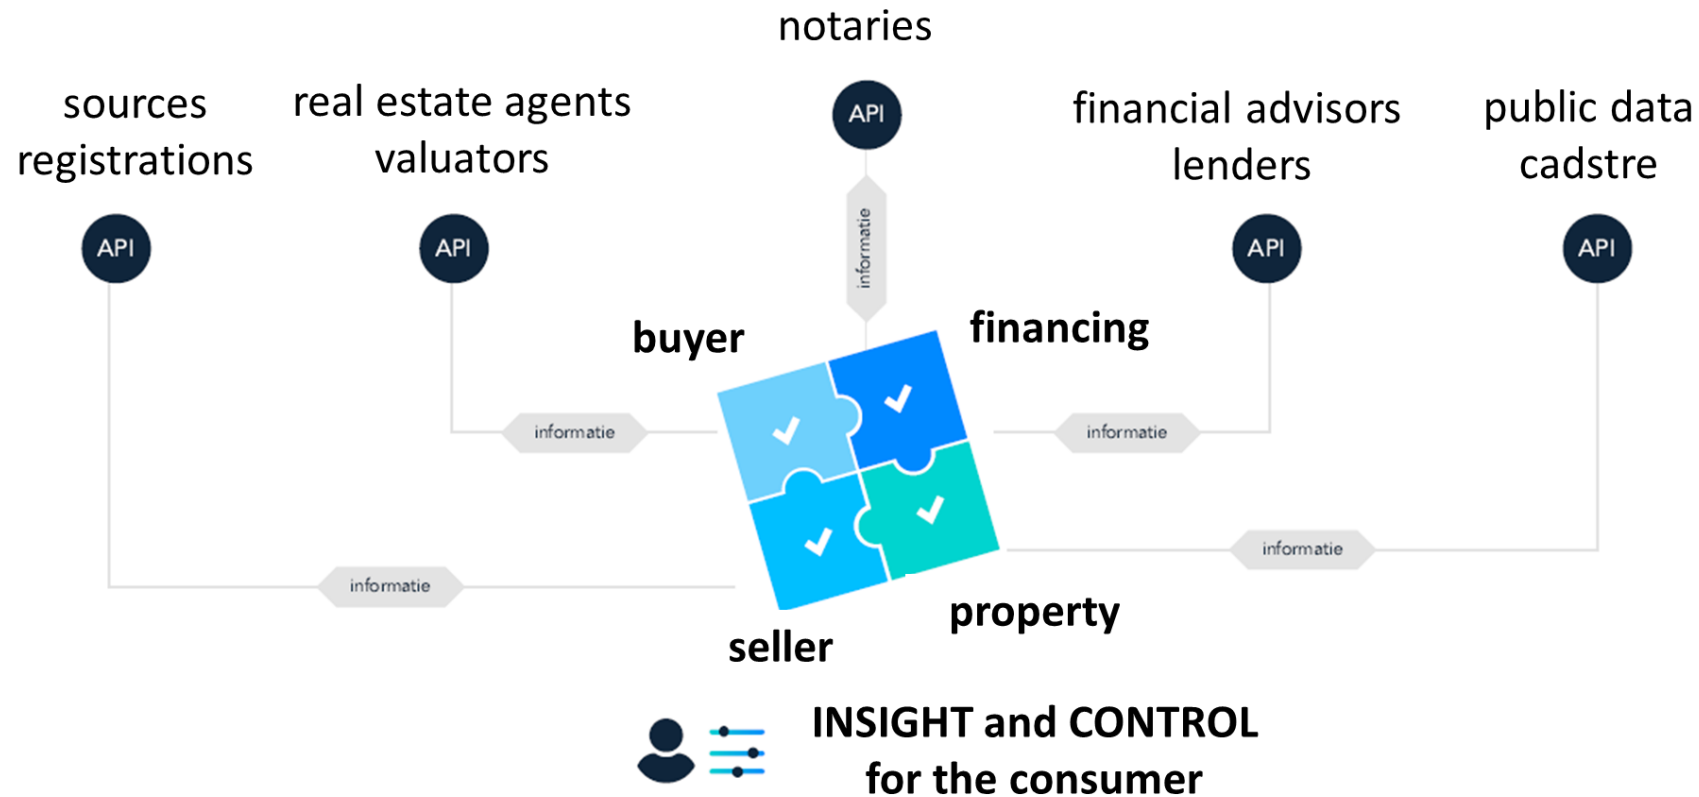 notaries
sources
registrations
real estate agents
valuators
financial advisors
lenders
public data
cadstre
API
API
API
API
API
informatie
buyer
financing
informatie
informatie
informatie
informatie
property
seller
INSIGHT and CONTROL
for the consumer